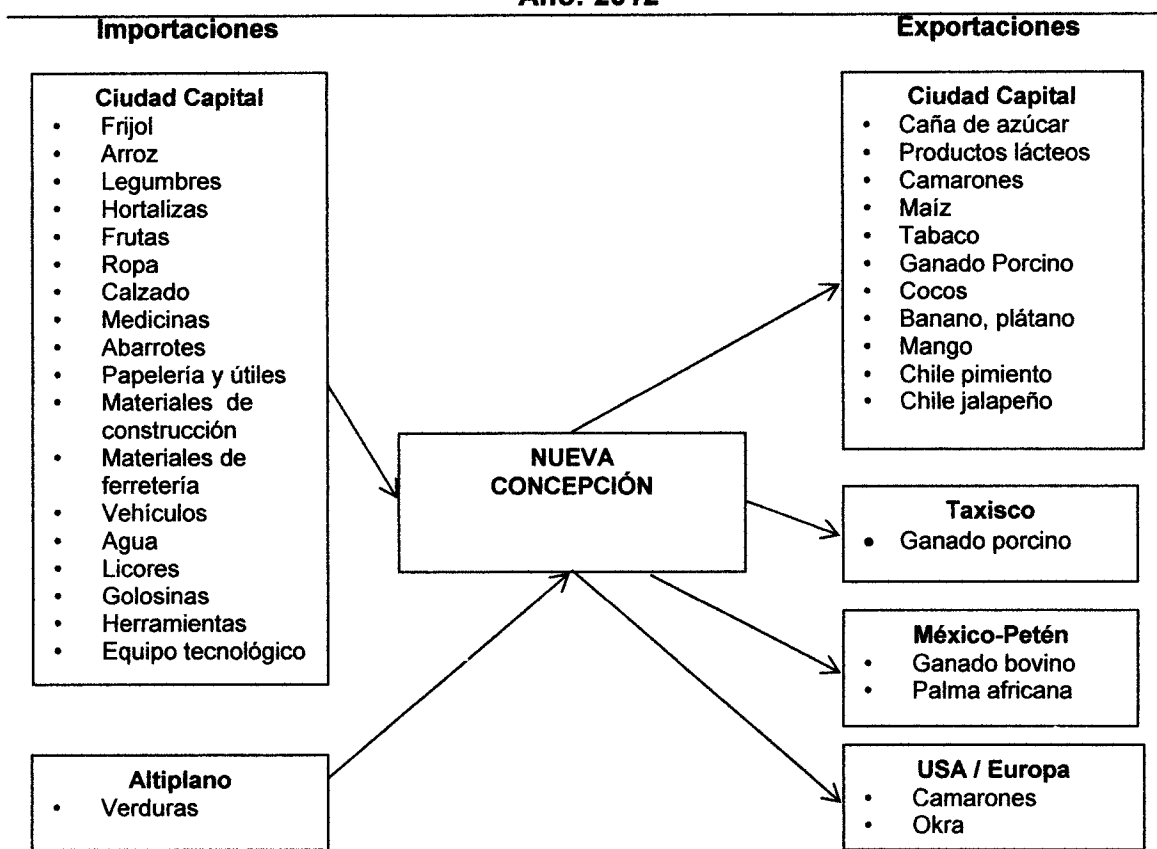 Año: 2012
Importaciones
Exportaciones
Ciudad Capital
• Frijol
• Arroz
• Legumbres
• Hortalizas
• Frutas
• Ropa
• Calzado
• Medicinas
• Abarrotes
• Papelería y útiles
• Materiales de
construcción
• Materiales de
ferretería
• Vehículos
• Agua
• Licores
• Golosinas
• Herramientas
• Equipo tecnológico
Altiplano
• Verduras
NUEVA
CONCEPCIÓN
Ciudad Capital
• Caña de azúcar
• Productos lácteos
• Camarones
• Maíz
• Tabaco
• Ganado Porcino
• Cocos
• Banano, plátano
• Mango
• Chile pimiento
• Chile jalapeño
Taxisco
• Ganado porcino
México-Petén
• Ganado bovino
• Palma africana
USA / Europa
• Camarones
• Okra